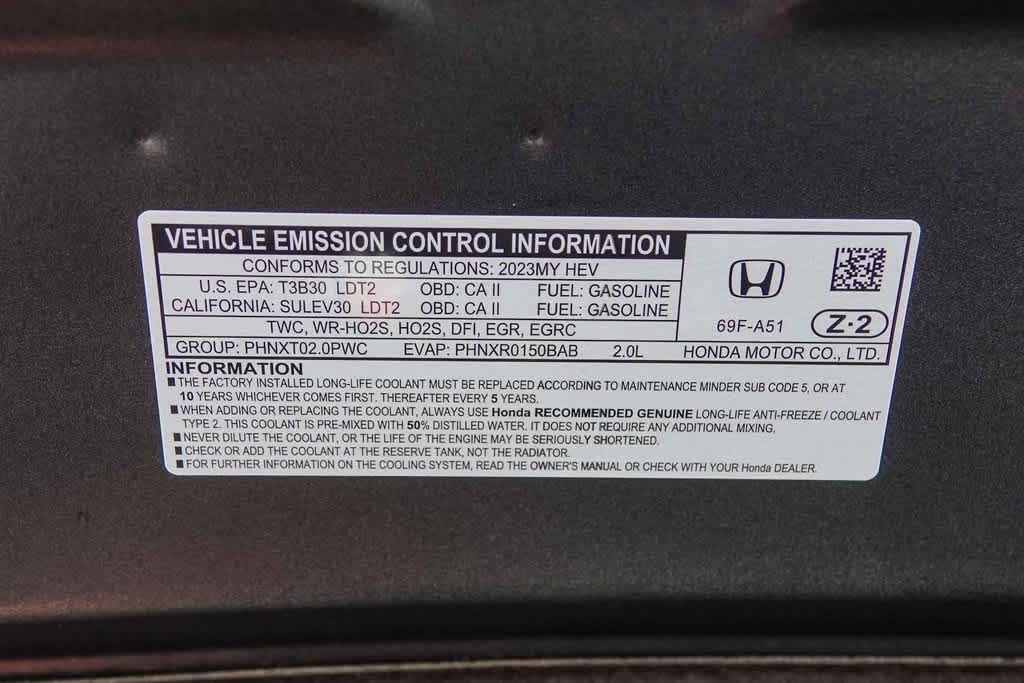 VEHICLE EMISSION CONTROL INFORMATION
CONFORMS TO REGULATIONS: 2023MY HEV
U.S. EPA: T3B30 LDT2 OBD: CA II FUEL: GASOLINE
CALIFORNIA: SULEV30 LDT2 OBD: CA II FUEL: GASOLINE
TWC, WR-HO2S, HO2S, DFI, EGR, EGRC
69F-A51
Z·2
GROUP: PHNXT02.0PWC EVAP: PHNXR0150BAB 2.0L HONDA MOTOR CO., LTD.
INFORMATION
■ THE FACTORY INSTALLED LONG-LIFE COOLANT MUST BE REPLACED ACCORDING TO MAINTENANCE MINDER SUB CODE 5, OR AT
10 YEARS WHICHEVER COMES FIRST. THEREAFTER EVERY 5 YEARS.
■ WHEN ADDING OR REPLACING THE COOLANT, ALWAYS USE Honda RECOMMENDED GENUINE LONG-LIFE ANTI-FREEZE / COOLANT
TYPE 2. THIS COOLANT IS PRE-MIXED WITH 50% DISTILLED WATER. IT DOES NOT REQUIRE ANY ADDITIONAL MIXING.
■ NEVER DILUTE THE COOLANT, OR THE LIFE OF THE ENGINE MAY BE SERIOUSLY SHORTENED.
■ CHECK OR ADD THE COOLANT AT THE RESERVE TANK, NOT THE RADIATOR.
■ FOR FURTHER INFORMATION ON THE COOLING SYSTEM, READ THE OWNER'S MANUAL OR CHECK WITH YOUR Honda DEALER.